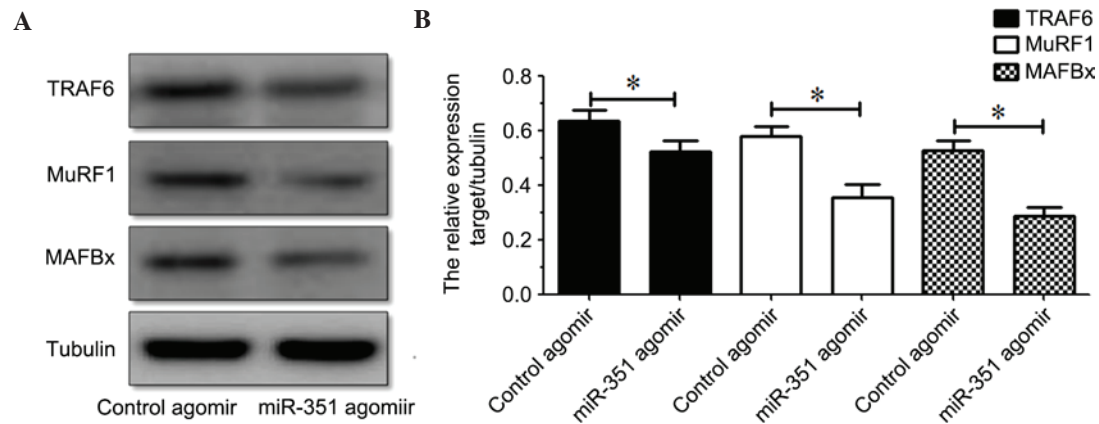 A
TRAF6
MuRF1
MAFBx
Tubulin
Control agomir
miR-351 agomiir
B
TRAF6
MuRF1
MAFBx
The relative expression
target/tubulin
0.8
0.6
0.4
0.2
0.0
*
*
*
Control agomir
miR-351 agomir
Control agomir
miR-351 agomir
Control agomir
miR-351 agomir